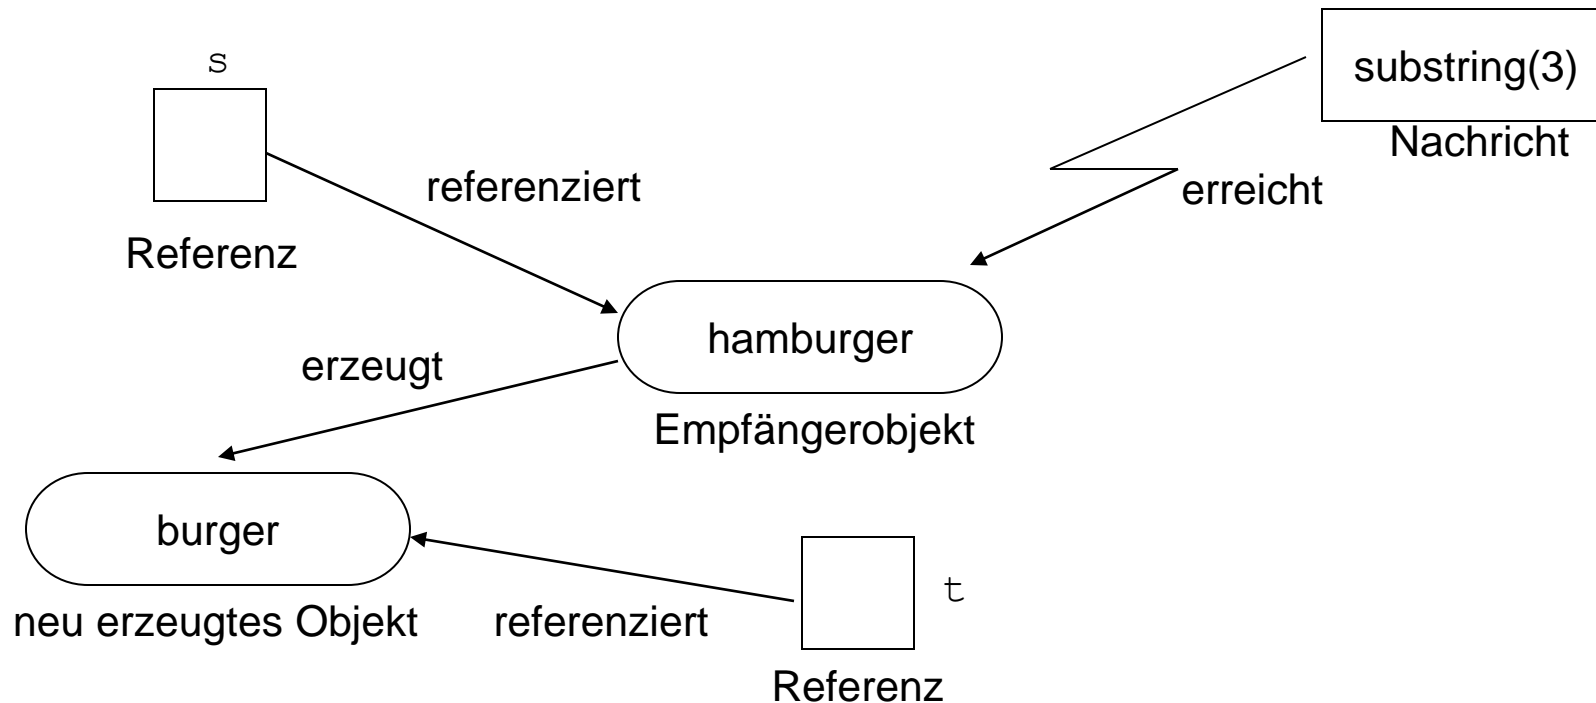 s
substring(3)
Nachricht
referenziert
erreicht
Referenz
hamburger
erzeugt
Empfängerobjekt
burger
t
neu erzeugtes Objekt
referenziert
Referenz